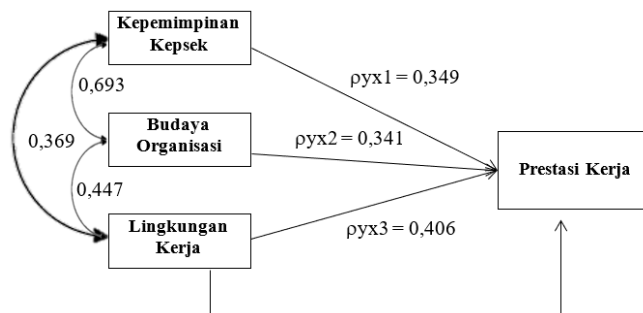 Kepemimpinan
Kepsek
ρyx1 = 0,349
0,693
Budaya
Organisasi
ρyx2 = 0,341
0,369
Prestasi Kerja
0,447
Lingkungan
Kerja
ρyx3 = 0,406